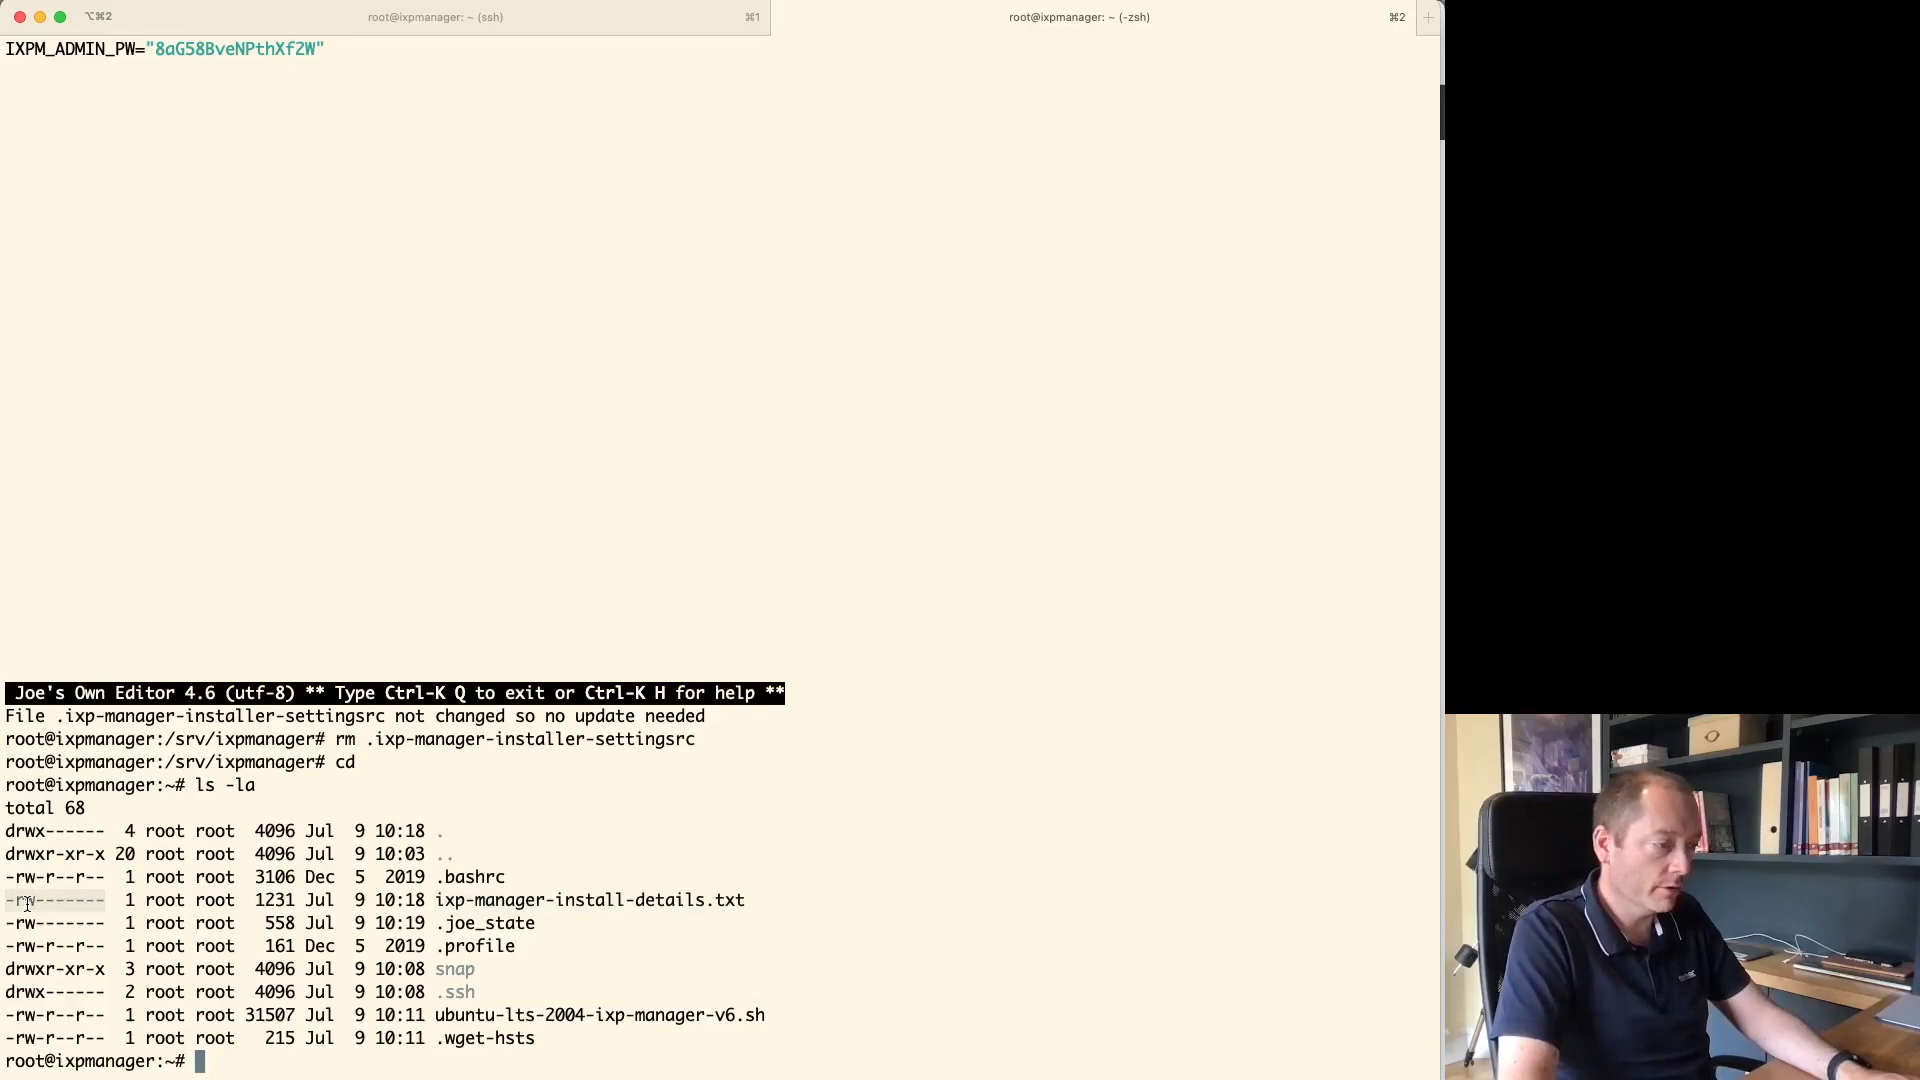 ⌥⌘2 root@ixpmanager: ~ (ssh) ⌘1 root@ixpmanager: ~ (-zsh) ⌘2 +
IXPM_ADMIN_PW="8aG58BveNPthXf2W"
Joe's Own Editor 4.6 (utf-8) ** Type Ctrl-K Q to exit or Ctrl-K H for help **
File .ixp-manager-installer-settingsrc not changed so no update needed
root@ixpmanager:/srv/ixpmanager# rm .ixp-manager-installer-settingsrc
root@ixpmanager:/srv/ixpmanager# cd
root@ixpmanager:~# ls -la
total 68
drwx------  4 root root  4096 Jul  9 10:18 .
drwxr-xr-x 20 root root  4096 Jul  9 10:03 ..
-rw-r--r--  1 root root  3106 Dec  5  2019 .bashrc
-rw-------  1 root root  1231 Jul  9 10:18 ixp-manager-install-details.txt
-rw-------  1 root root   558 Jul  9 10:19 .joe_state
-rw-r--r--  1 root root   161 Dec  5  2019 .profile
drwxr-xr-x  3 root root  4096 Jul  9 10:08 snap
drwx------  2 root root  4096 Jul  9 10:08 .ssh
-rw-r--r--  1 root root 31507 Jul  9 10:11 ubuntu-lts-2004-ixp-manager-v6.sh
-rw-r--r--  1 root root   215 Jul  9 10:11 .wget-hsts
root@ixpmanager:~#